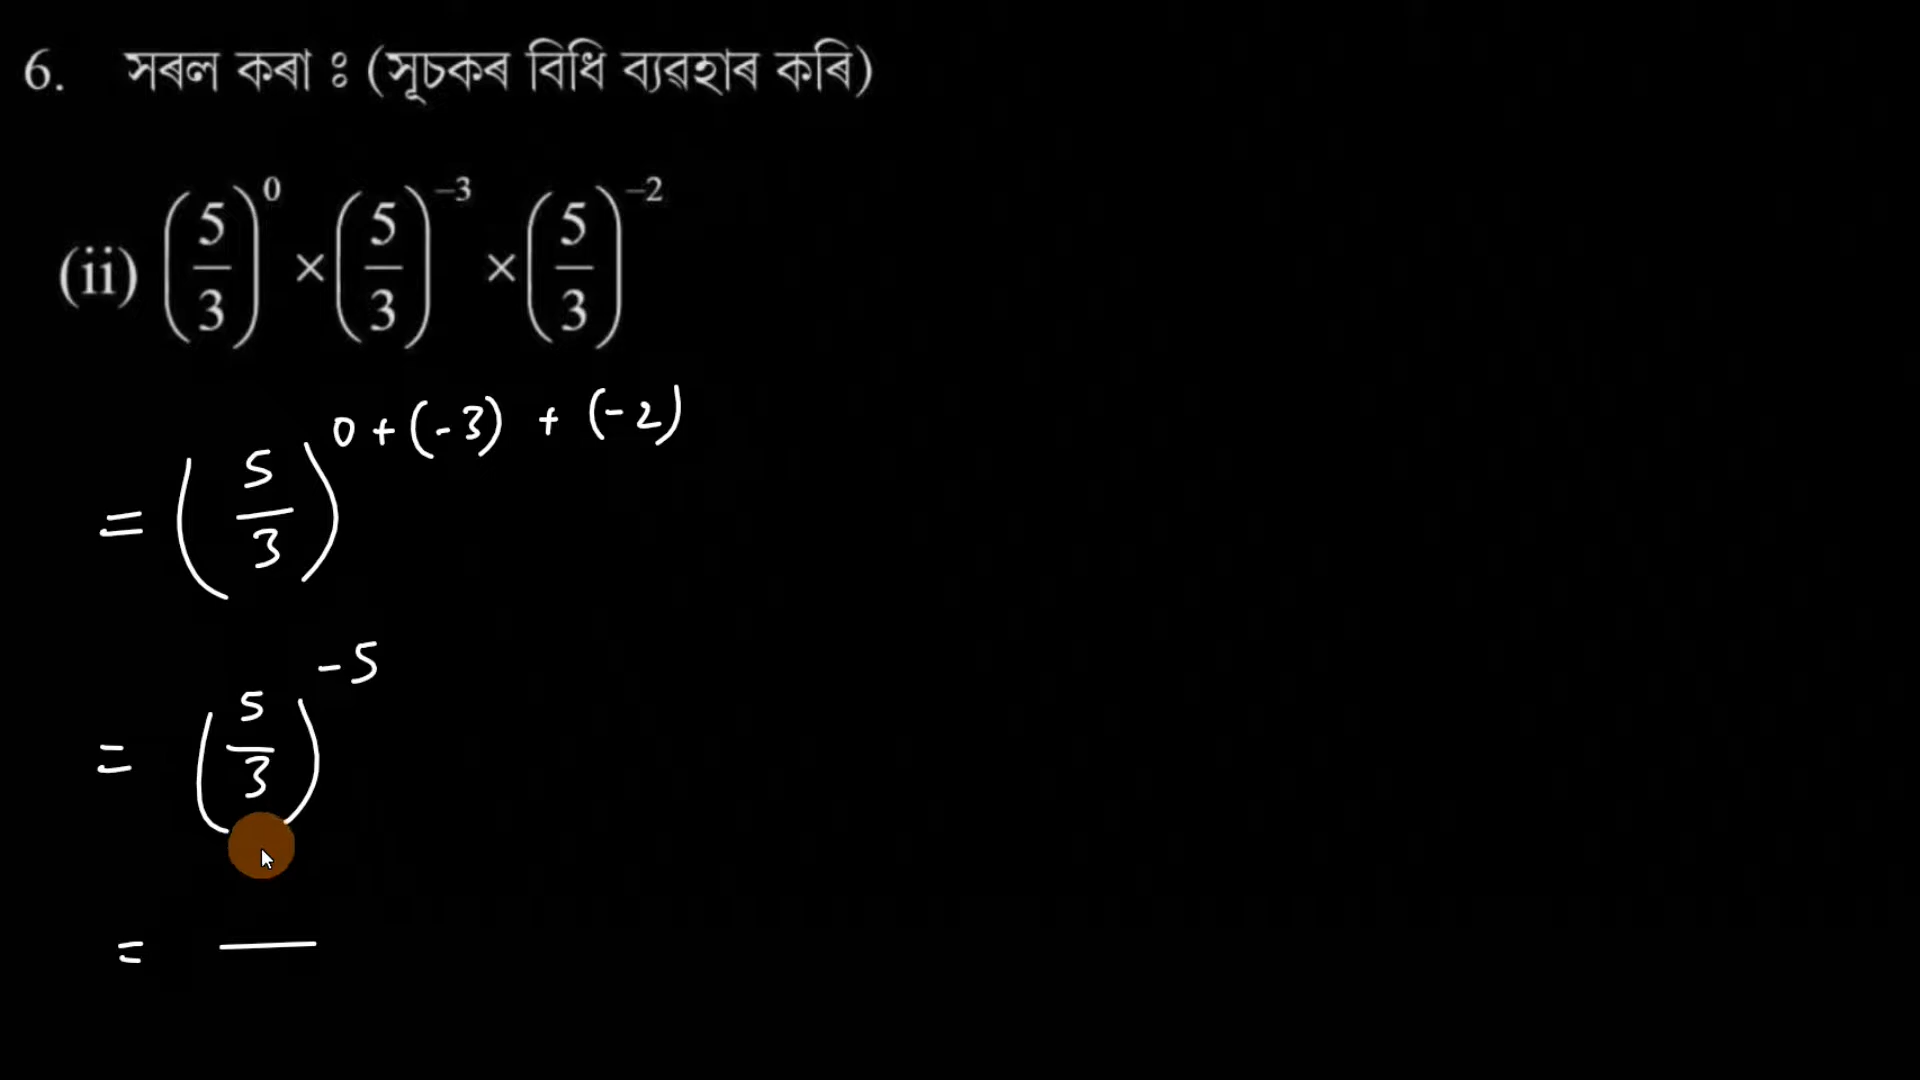 6. সৰল কৰা ঃ (সূচকৰ বিধি ব্যৱহাৰ কৰি)
(ii) (5/3)^0 × (5/3)^-3 × (5/3)^-2
= (5/3)^0+(-3)+(-2)
= (5/3)^-5
=